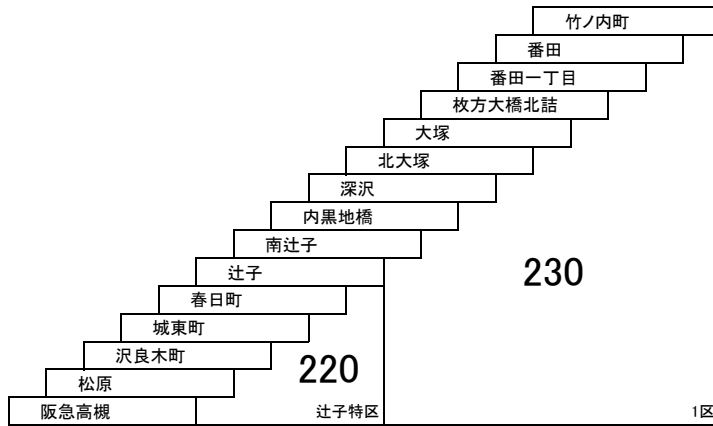 竹ノ内町
番田
番田一丁目
枚方大橋北詰
大塚
北大塚
深沢
内黒地橋
南辻子
230
辻子
春日町
城東町
沢良木町
220
松原
阪急高槻
辻子特区
1区